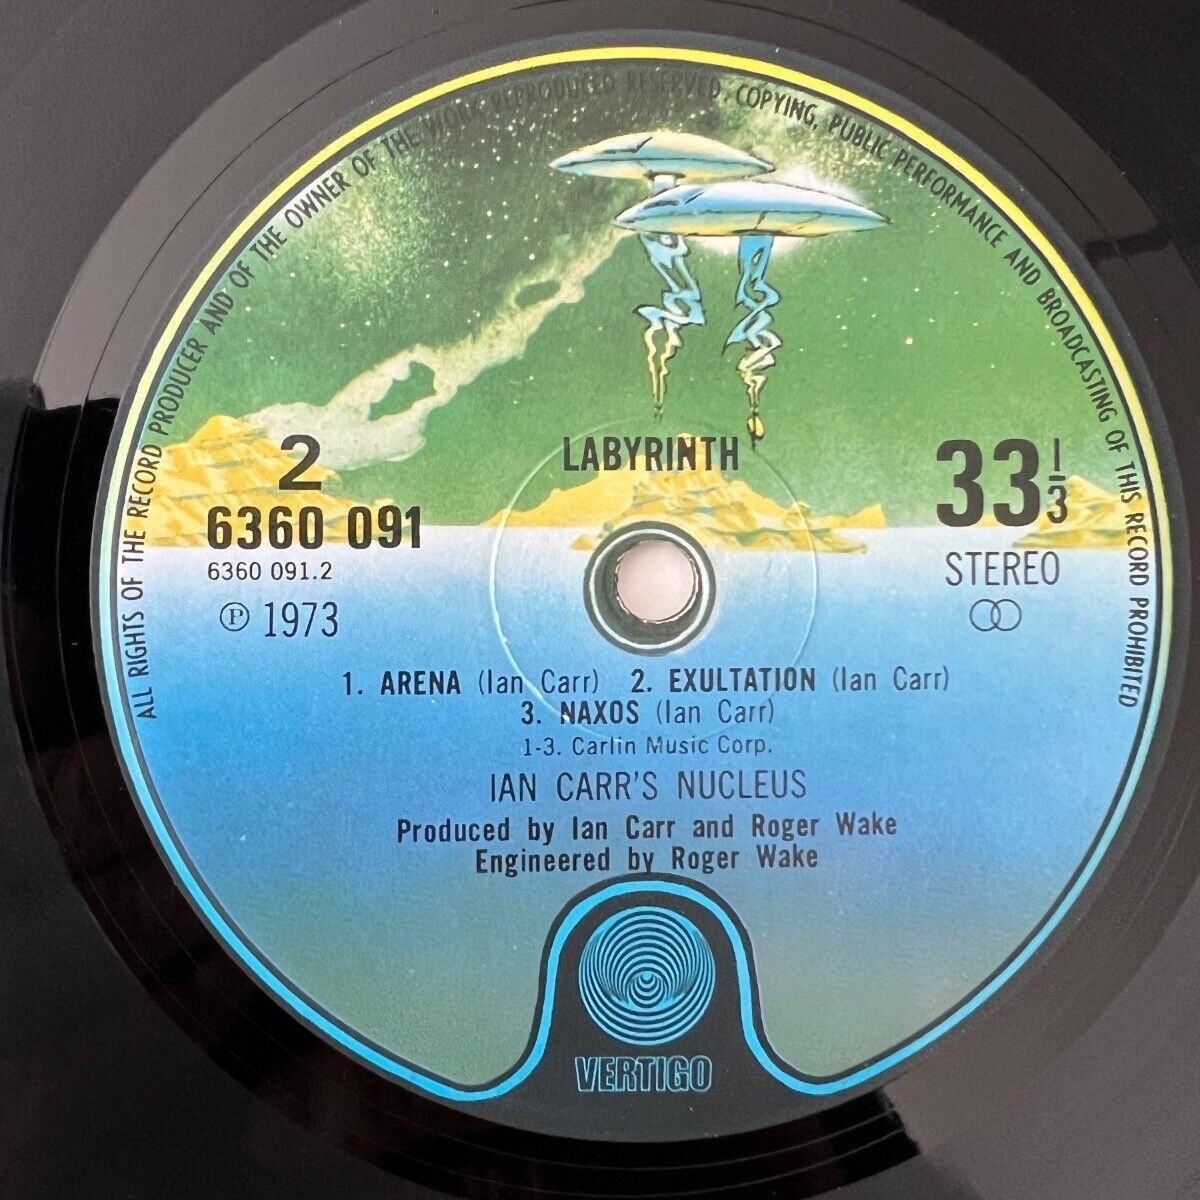 ALL RIGHTS OF THE RECORD PRODUCER AND OF THE OWNER OF THE WORK REPRODUCED RESERVED, COPYING, PUBLIC PERFORMANCE AND BROADCASTING OF THIS RECORD PROHIBITED
2
LABYRINTH
33 1/3
6360 091
6360 091.2
STEREO
℗ 1973
1. ARENA (Ian Carr) 2. EXULTATION (Ian Carr)
3. NAXOS (Ian Carr)
1-3. Carlin Music Corp.
IAN CARR'S NUCLEUS
Produced by Ian Carr and Roger Wake
Engineered by Roger Wake
VERTIGO